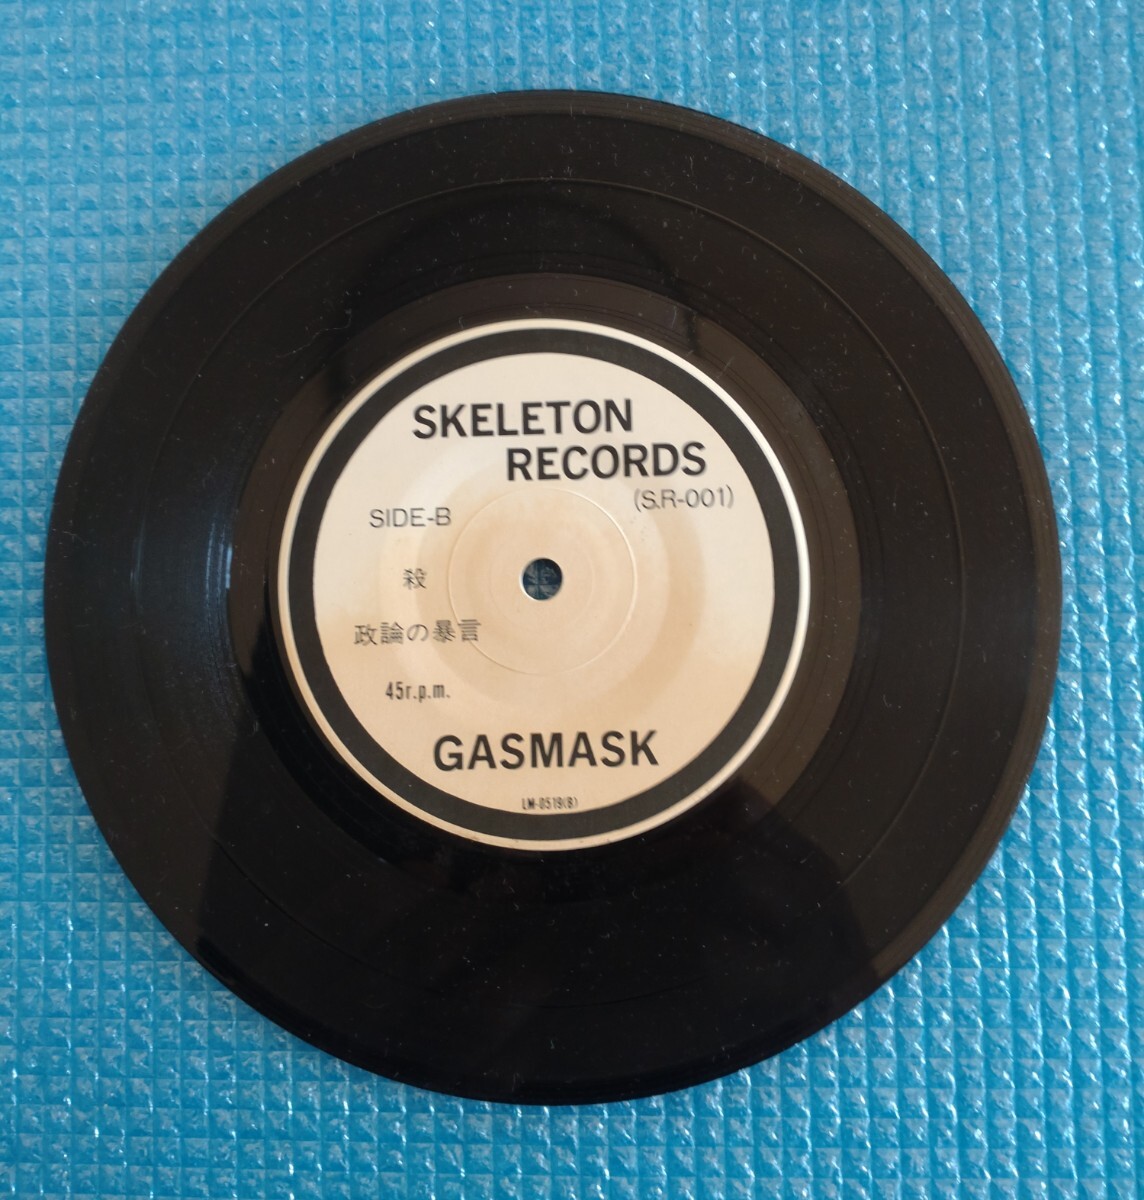 SKELETON
RECORDS
(S.R-001)
SIDE-B
殺
政論の暴言
45r.p.m.
GASMASK
LM-0519(B)